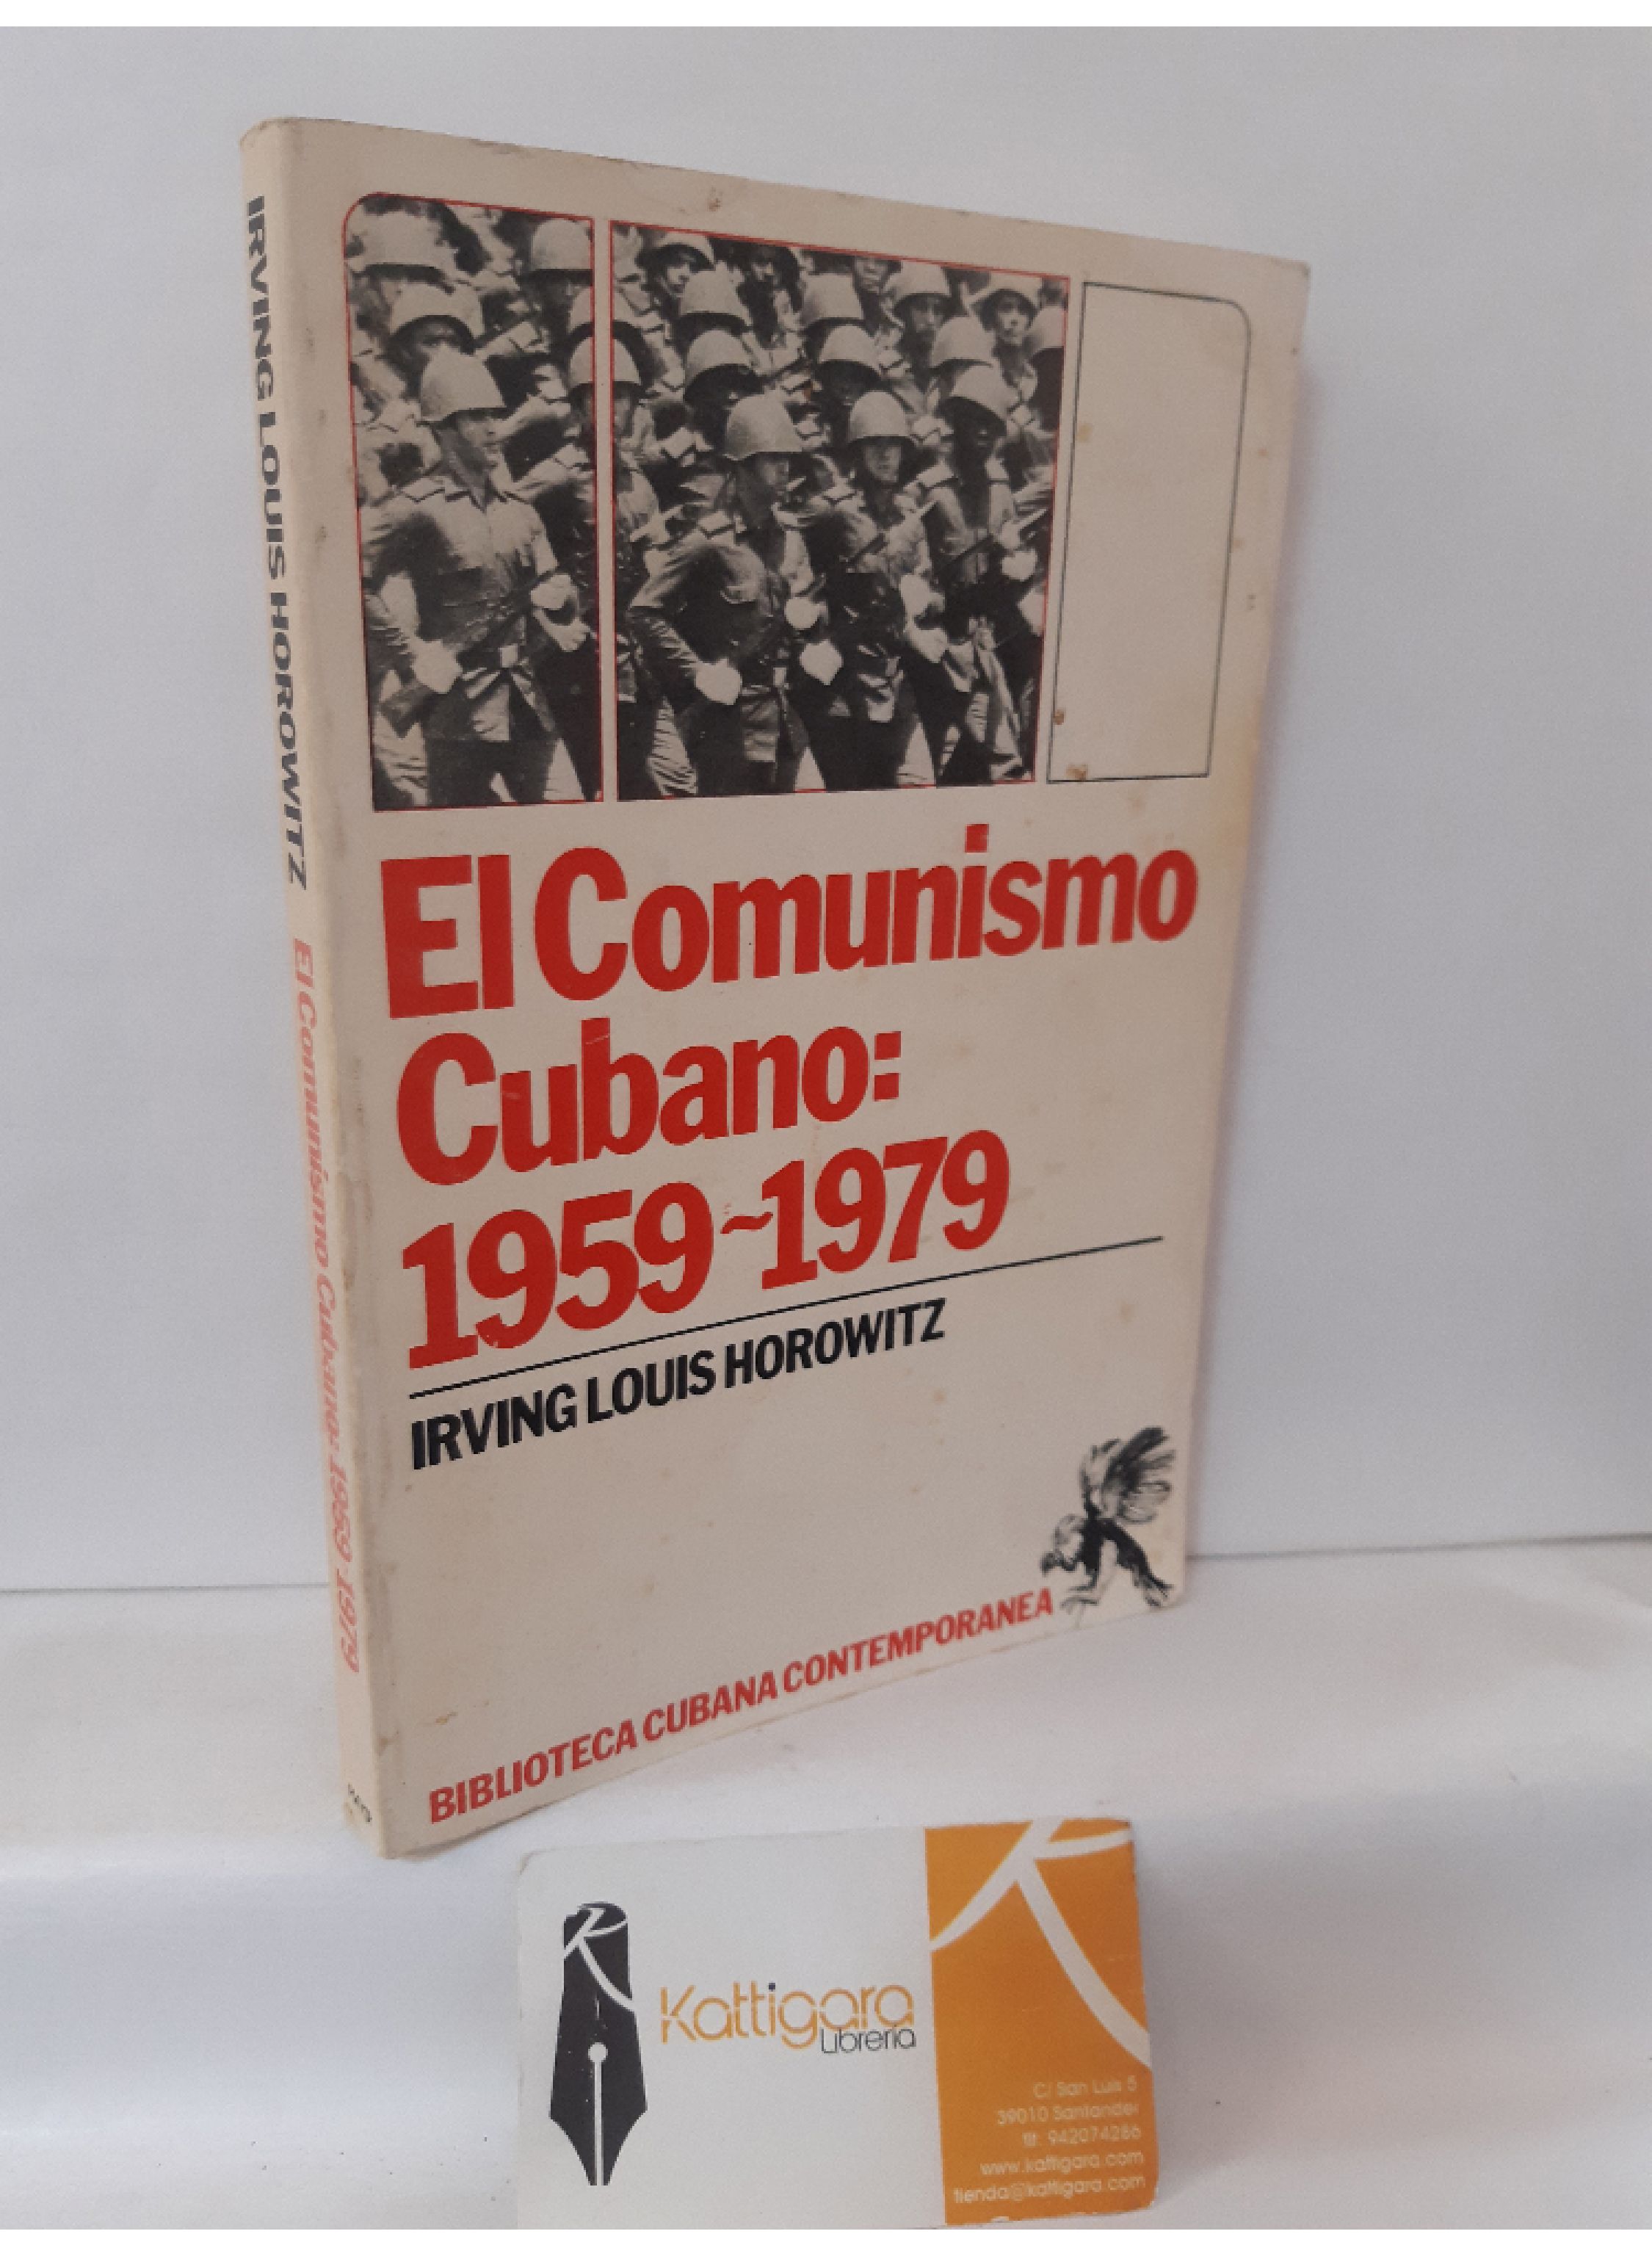 IRVING LOUIS HOROWITZ El Comunismo Cubano: 1959-1979
El Comunismo
Cubano:
1959~1979
IRVING LOUIS HOROWITZ
BIBLIOTECA CUBANA CONTEMPORANEA
Kattigara
Librería
C/ San Luis 5
39010 Santander
tlf: 942074286
www.kattigara.com
tienda@kattigara.com